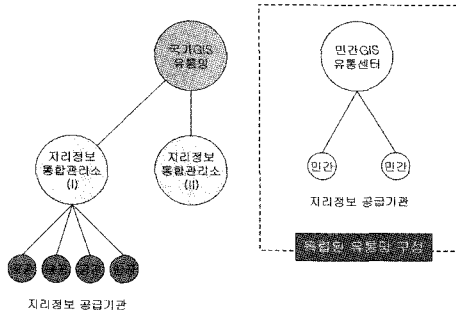 국가GIS
유통망
지리정보
통합관리소
(I)
지리정보
통합관리소
(II)
지리정보 공급기관
민간GIS
유통센터
민간
민간
지리정보 공급기관
독립된 유통망 구성